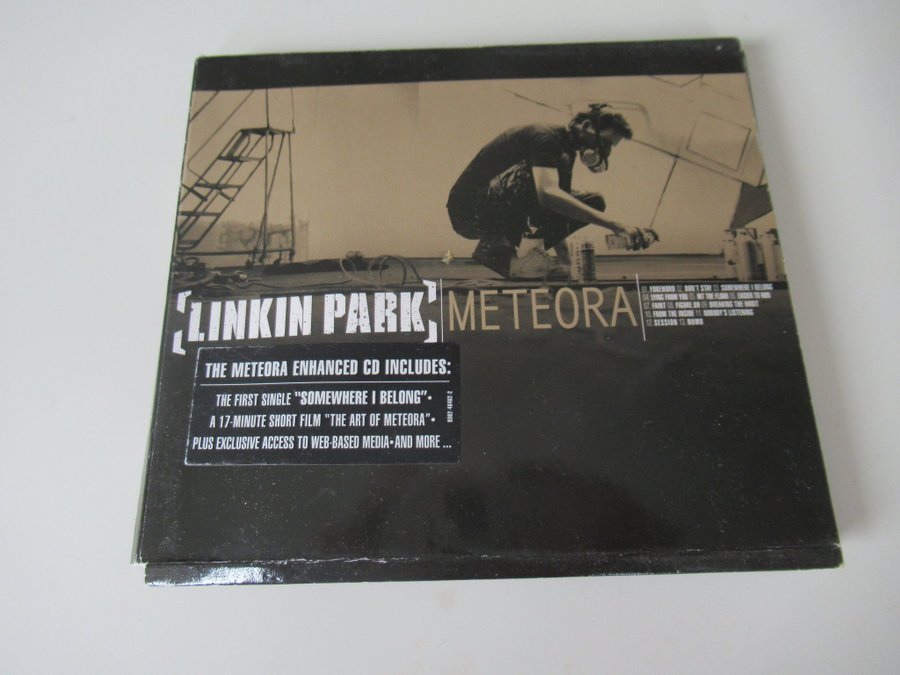 [LINKIN PARK]
METEORA
01. FOREWORD 02. DON'T STAY 03. SOMEWHERE I BELONG
04. LYING FROM YOU 05. HIT THE FLOOR 06. EASIER TO RUN
07. FAINT 08. FIGURE.09 09. BREAKING THE HABIT
10. FROM THE INSIDE 11. NOBODY'S LISTENING
12. SESSION 13. NUMB
THE METEORA ENHANCED CD INCLUDES:
THE FIRST SINGLE "SOMEWHERE I BELONG"•
A 17-MINUTE SHORT FILM "THE ART OF METEORA"•
PLUS EXCLUSIVE ACCESS TO WEB-BASED MEDIA•AND MORE ...